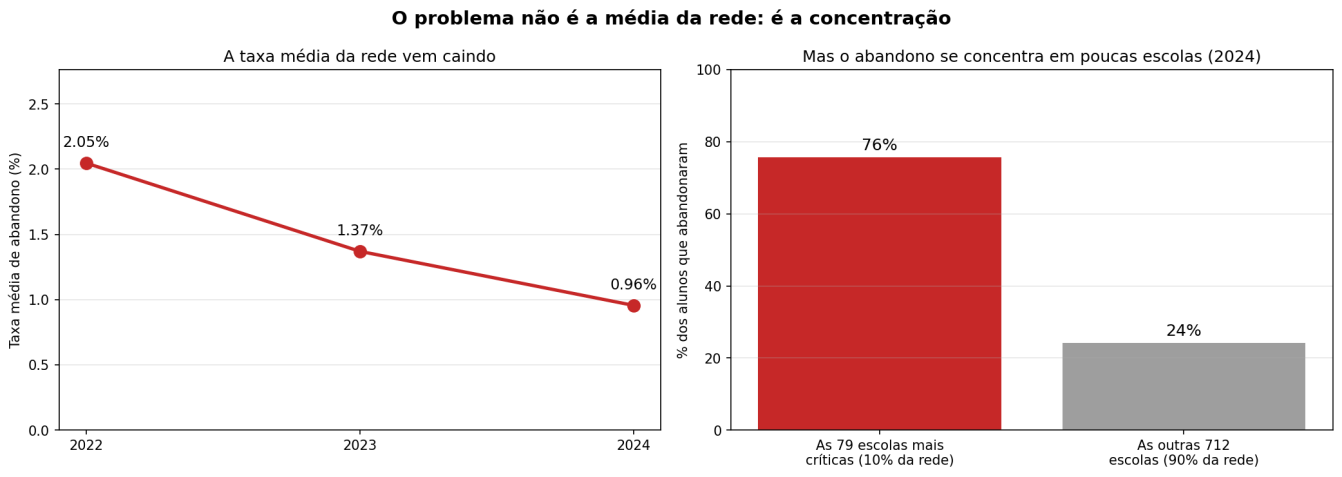 O problema não é a média da rede: é a concentração
A taxa média da rede vem caindo
Taxa média de abandono (%)
2.5
2.0
1.5
1.0
0.5
0.0
2.05%
1.37%
0.96%
2022
2023
2024
Mas o abandono se concentra em poucas escolas (2024)
% dos alunos que abandonaram
100
80
60
40
20
0
76%
24%
As 79 escolas mais
críticas (10% da rede)
As outras 712
escolas (90% da rede)